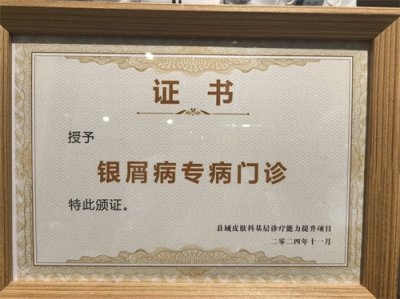 证书
授予
银屑病专病门诊
特此颁证。
县域皮肤科基层诊疗能力提升项目
二零二四年十一月